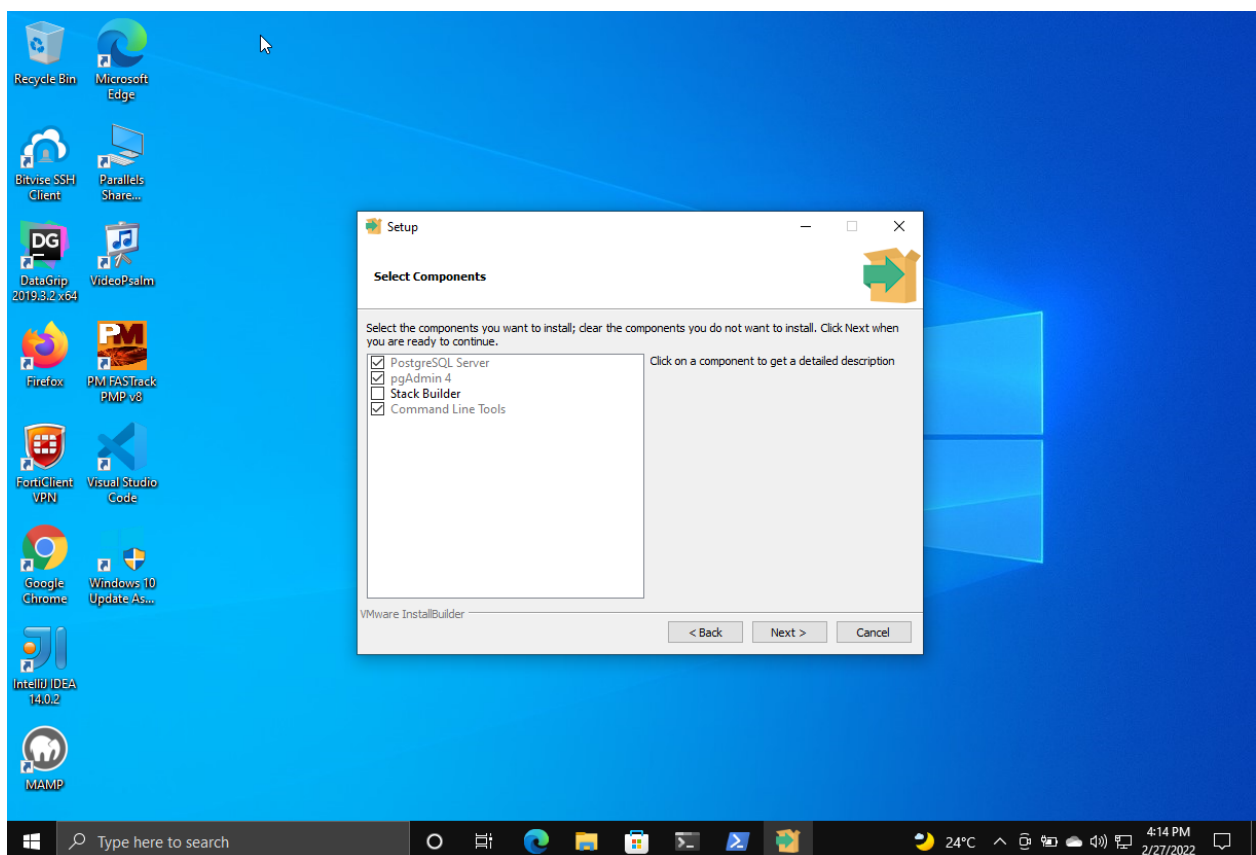 Recycle Bin
Microsoft
Edge
Bitvise SSH
Client
Parallels
Share...
DG
DataGrip
2019.3.2 x64
VideoPsalm
Firefox
PM
PM FASTrack
PMP v8
FortiClient
VPN
Visual Studio
Code
Google
Chrome
Windows 10
Update As...
IJ
IntelliJ IDEA
14.0.2
MAMP
Setup
Select Components
Select the components you want to install; clear the components you do not want to install. Click Next when
you are ready to continue.
PostgreSQL Server
pgAdmin 4
Stack Builder
Command Line Tools
Click on a component to get a detailed description
VMware InstallBuilder
< Back
Next >
Cancel
Type here to search
24°C
4:14 PM
2/27/2022